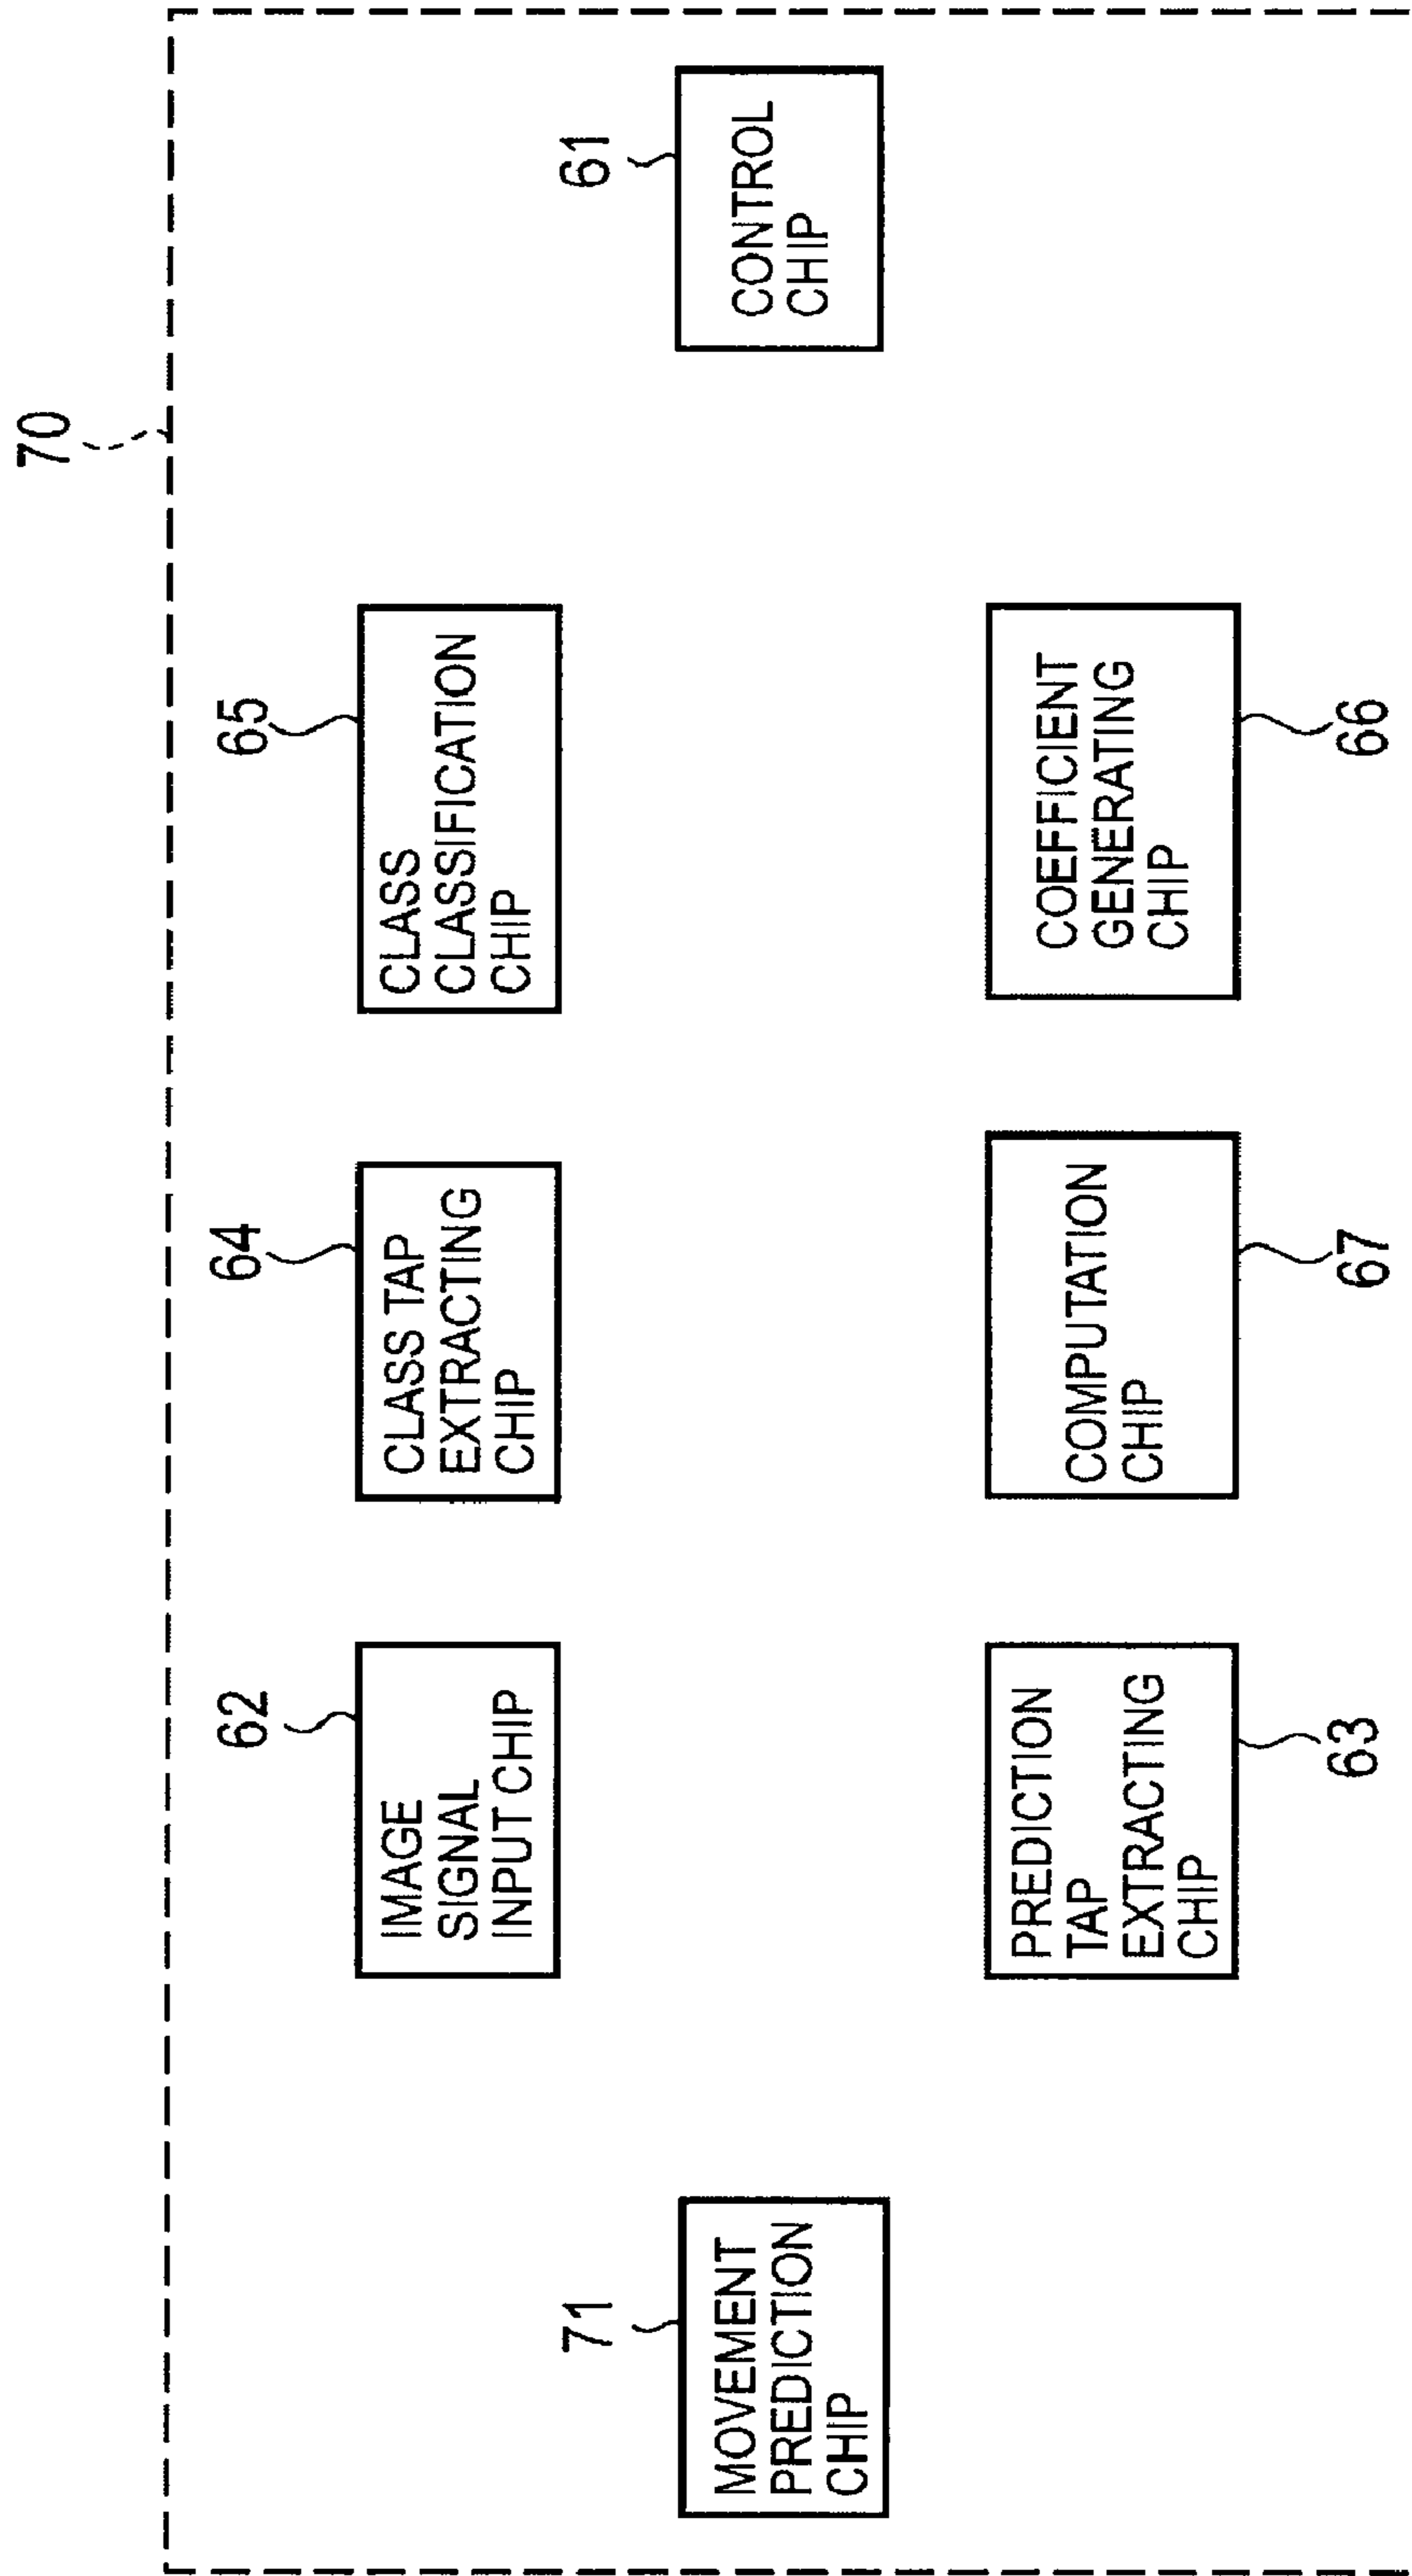 70
65
CLASS
CLASSIFICATION
CHIP
64
CLASS TAP
EXTRACTING
CHIP
62
IMAGE
SIGNAL
INPUT CHIP
61
CONTROL
CHIP
71
MOVEMENT
PREDICTION
CHIP
COEFFICIENT
GENERATING
CHIP
66
COMPUTATION
CHIP
67
PREDICTION
TAP
EXTRACTING
CHIP
63